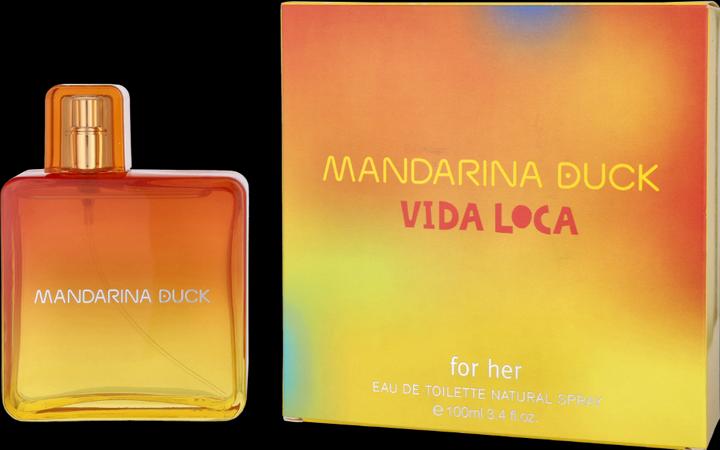 MANDARINA DUCK
MANDARINA DUCK
VIDA LOCA
for her
EAU DE TOILETTE NATURAL SPRAY
℮ 100ml 3.4 fl.oz.